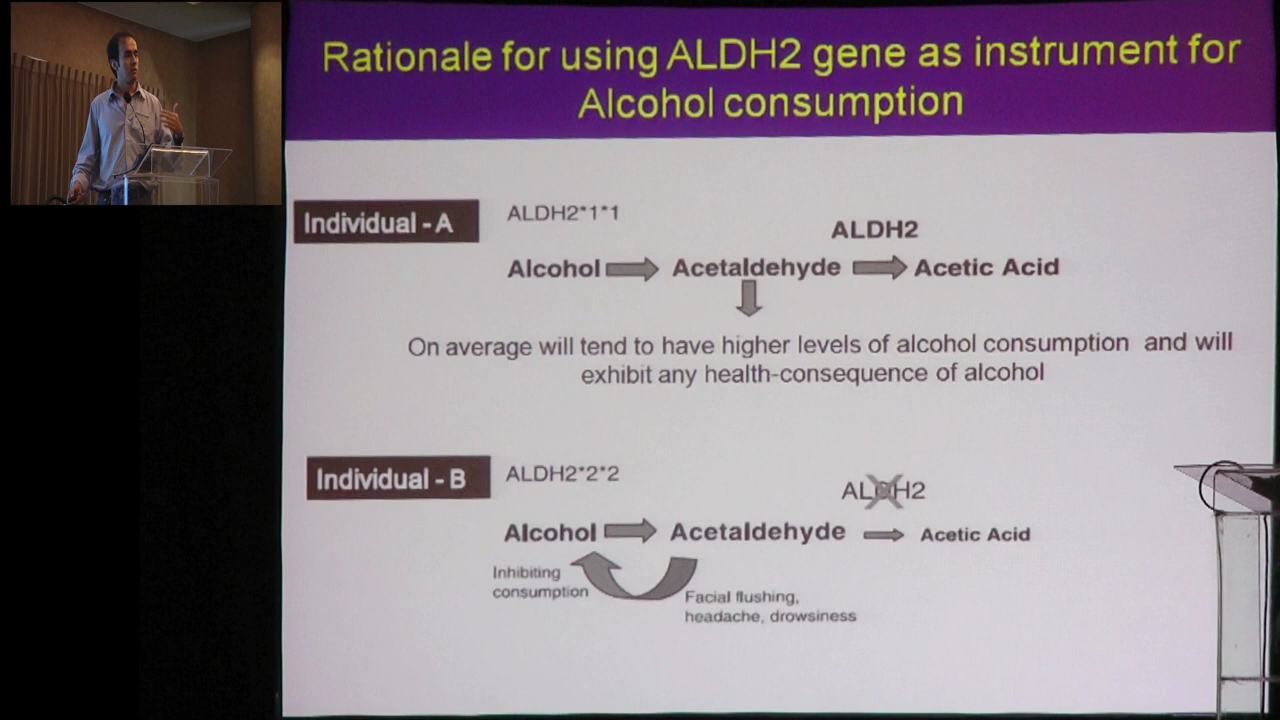 Rationale for using ALDH2 gene as instrument for
Alcohol consumption
Individual - A
ALDH2*1*1
ALDH2
Alcohol
Acetaldehyde
Acetic Acid
On average will tend to have higher levels of alcohol consumption and will
exhibit any health-consequence of alcohol
Individual - B
ALDH2*2*2
ALDH2
Alcohol
Acetaldehyde
Acetic Acid
Inhibiting
consumption
Facial flushing,
headache, drowsiness